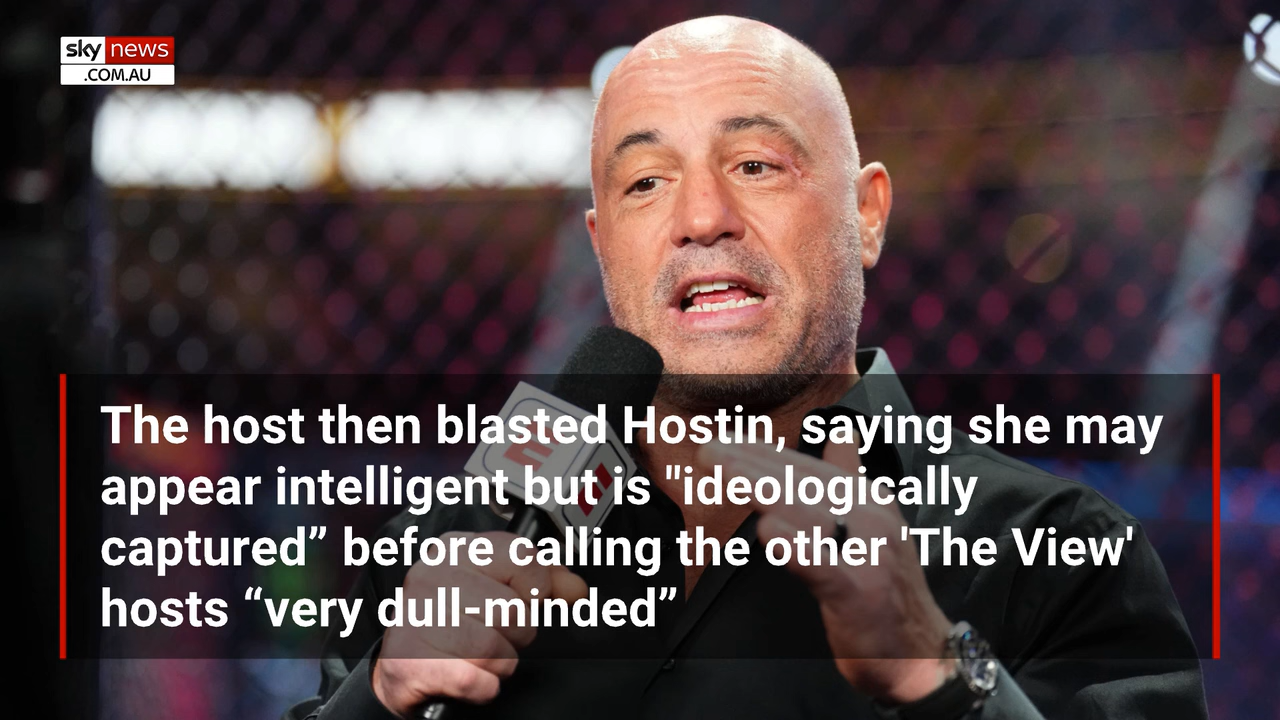 sky news
.COM.AU
The host then blasted Hostin, saying she may
appear intelligent but is "ideologically
captured” before calling the other 'The View'
hosts “very dull-minded”